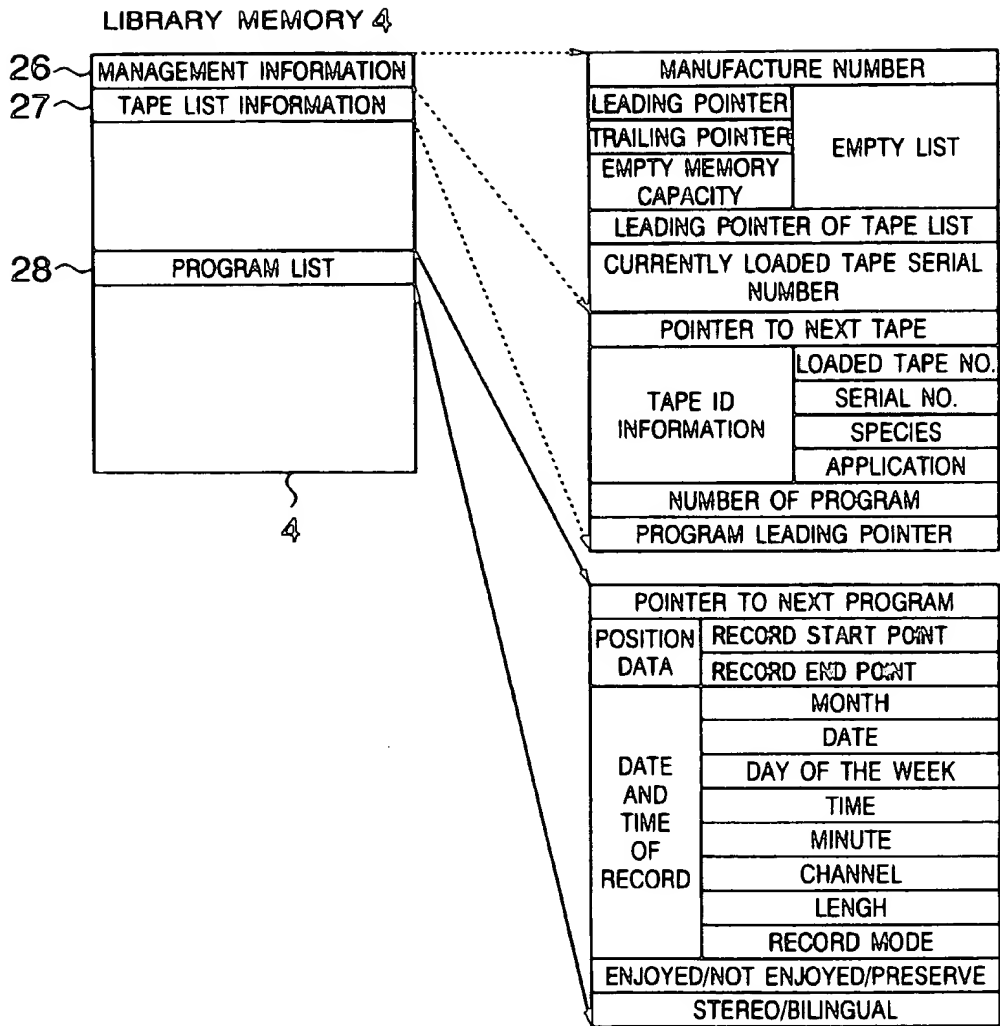 LIBRARY MEMORY 4
26
MANAGEMENT INFORMATION
27
TAPE LIST INFORMATION
28
PROGRAM LIST
4
MANUFACTURE NUMBER
LEADING POINTER
TRAILING POINTER
EMPTY MEMORY
CAPACITY
EMPTY LIST
LEADING POINTER OF TAPE LIST
CURRENTLY LOADED TAPE SERIAL
NUMBER
POINTER TO NEXT TAPE
TAPE ID
INFORMATION
LOADED TAPE NO.
SERIAL NO.
SPECIES
APPLICATION
NUMBER OF PROGRAM
PROGRAM LEADING POINTER
POINTER TO NEXT PROGRAM
POSITION
DATA
RECORD START POINT
RECORD END POINT
DATE
AND
TIME
OF
RECORD
MONTH
DATE
DAY OF THE WEEK
TIME
MINUTE
CHANNEL
LENGH
RECORD MODE
ENJOYED/NOT ENJOYED/PRESERVE
STEREO/BILINGUAL